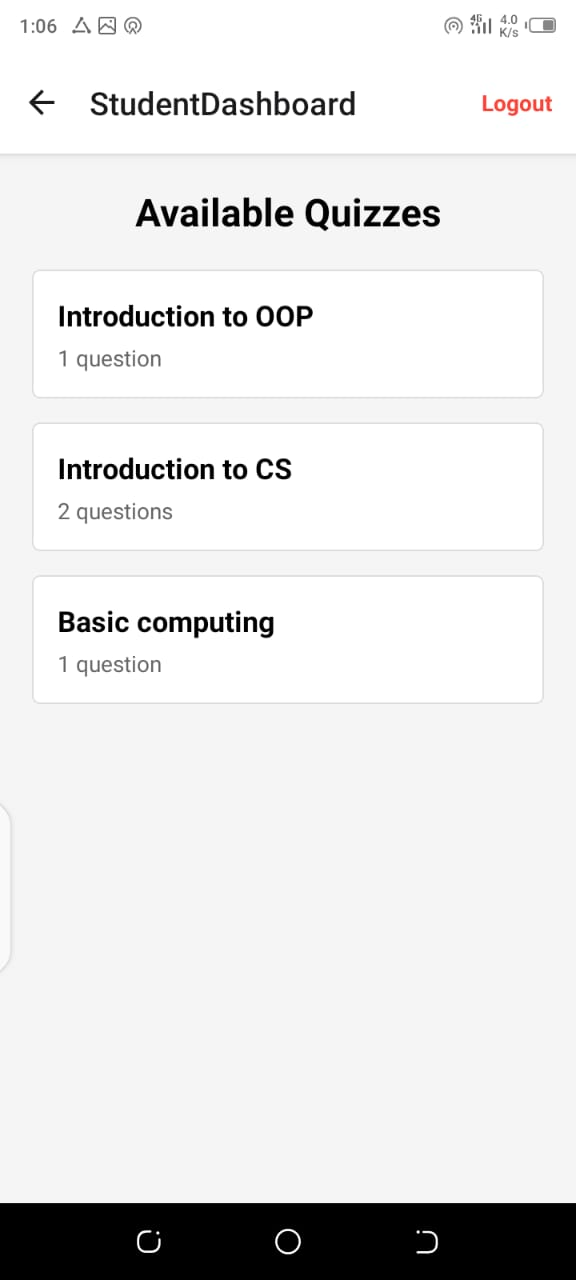 1:06
4G 4.0 K/s
StudentDashboard
Logout
Available Quizzes
Introduction to OOP
1 question
Introduction to CS
2 questions
Basic computing
1 question